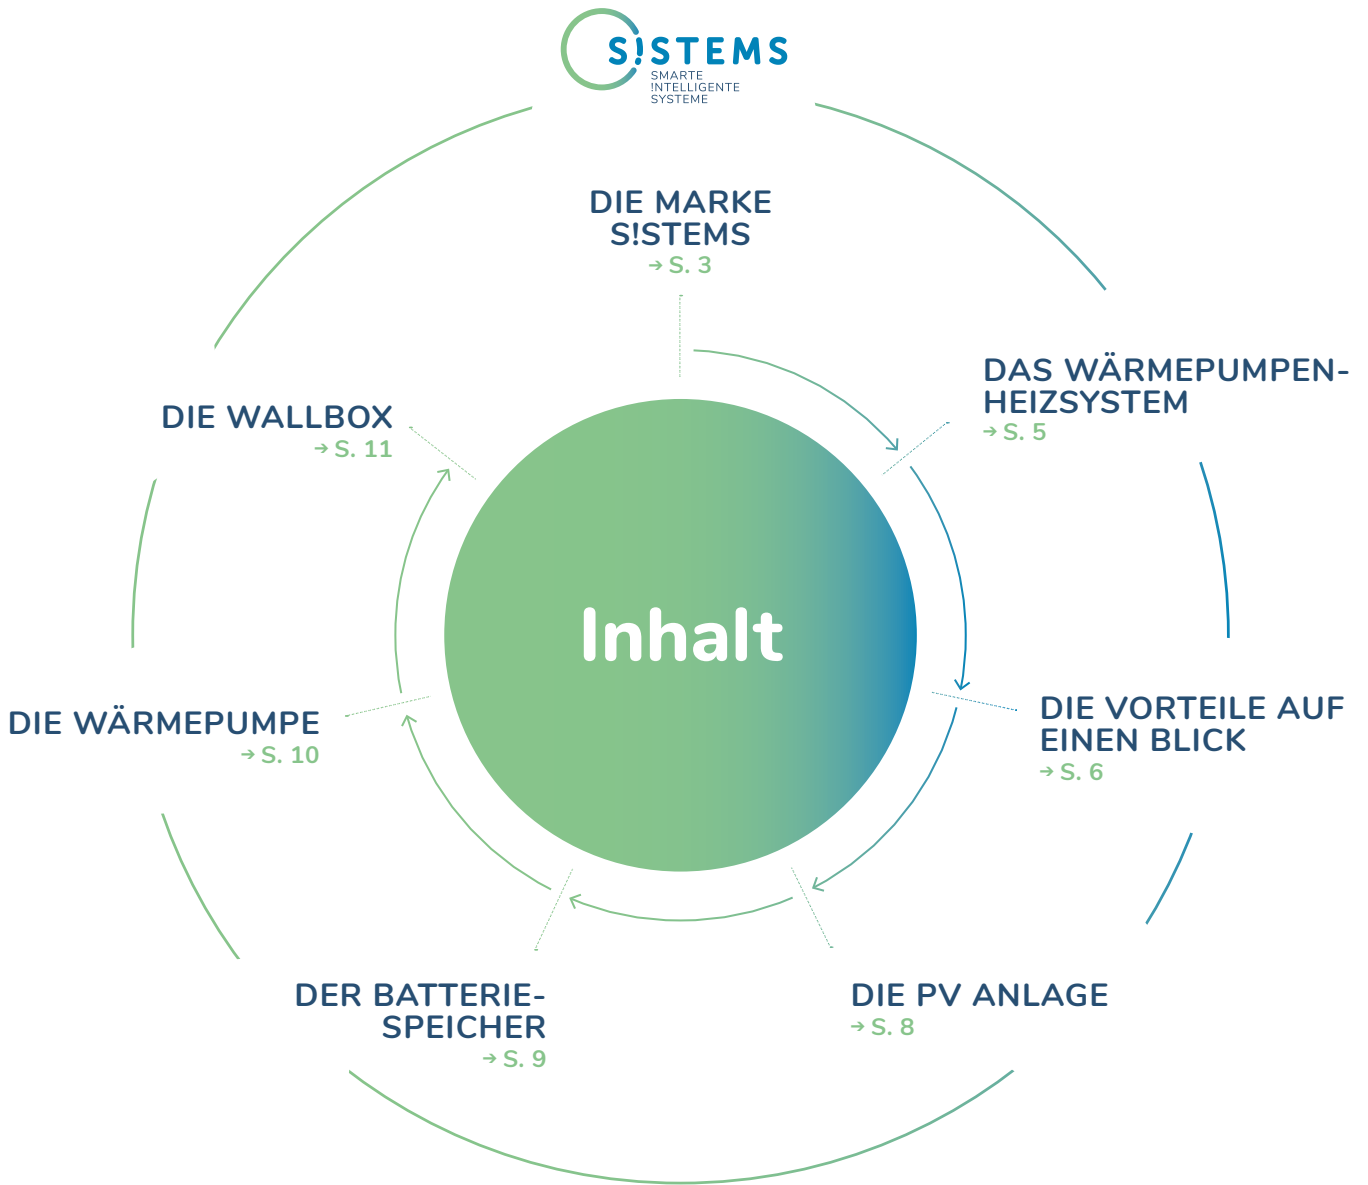 S!STEMS
SMARTE
!NTELLIGENTE
SYSTEME
DIE MARKE
S!STEMS
→ S. 3
DAS WÄRMEPUMPEN-
HEIZSYSTEM
→ S. 5
DIE VORTEILE AUF
EINEN BLICK
→ S. 6
DIE PV ANLAGE
→ S. 8
DER BATTERIE-
SPEICHER
→ S. 9
DIE WÄRMEPUMPE
→ S. 10
DIE WALLBOX
→ S. 11
Inhalt